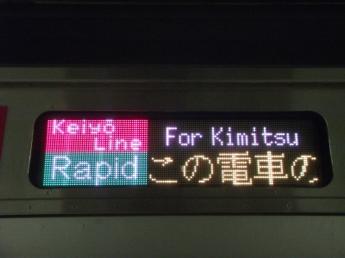 Keiyō
Line
Rapid
For Kimitsu
この電車の